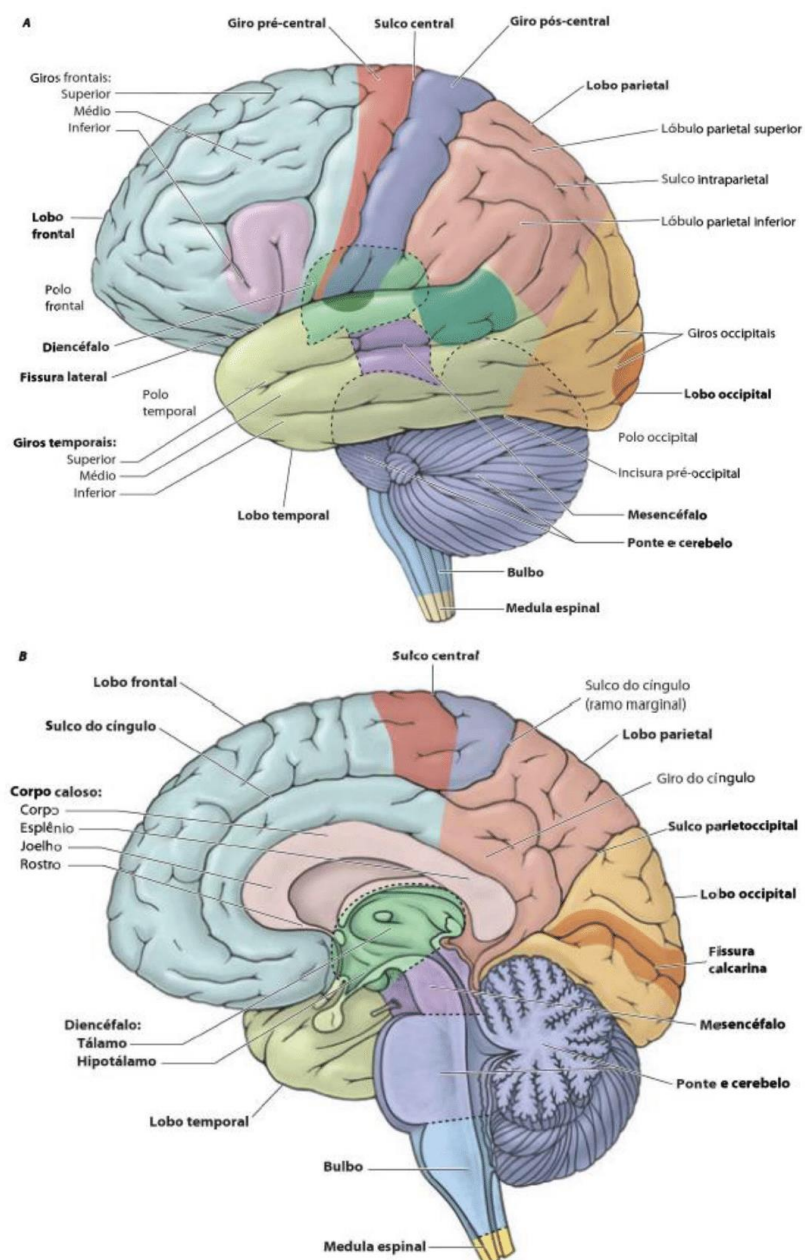 A
Giro pré-central
Sulco central
Giro pós-central
Giros frontais:
Superior
Médio
Inferior
Lobo parietal
Lóbulo parietal superior
Sulco intraparietal
Lóbulo parietal inferior
Lobo
frontal
Polo
frontal
Diencéfalo
Fissura lateral
Polo
temporal
Giros temporais:
Superior
Médio
Inferior
Lobo temporal
Giros occipitais
Lobo occipital
Polo occipital
Incisura pré-occipital
Mesencéfalo
Ponte e cerebelo
Bulbo
Medula espinal
B
Sulco central
Lobo frontal
Sulco do cíngulo
Sulco do cíngulo
(ramo marginal)
Lobo parietal
Corpo caloso:
Corpo
Esplênio
Joelho
Rostro
Giro do cíngulo
Sulco parietoccipital
Lobo occipital
Fissura
calcarina
Diencéfalo:
Tálamo
Hipotálamo
Mesencéfalo
Ponte e cerebelo
Lobo temporal
Bulbo
Medula espinal